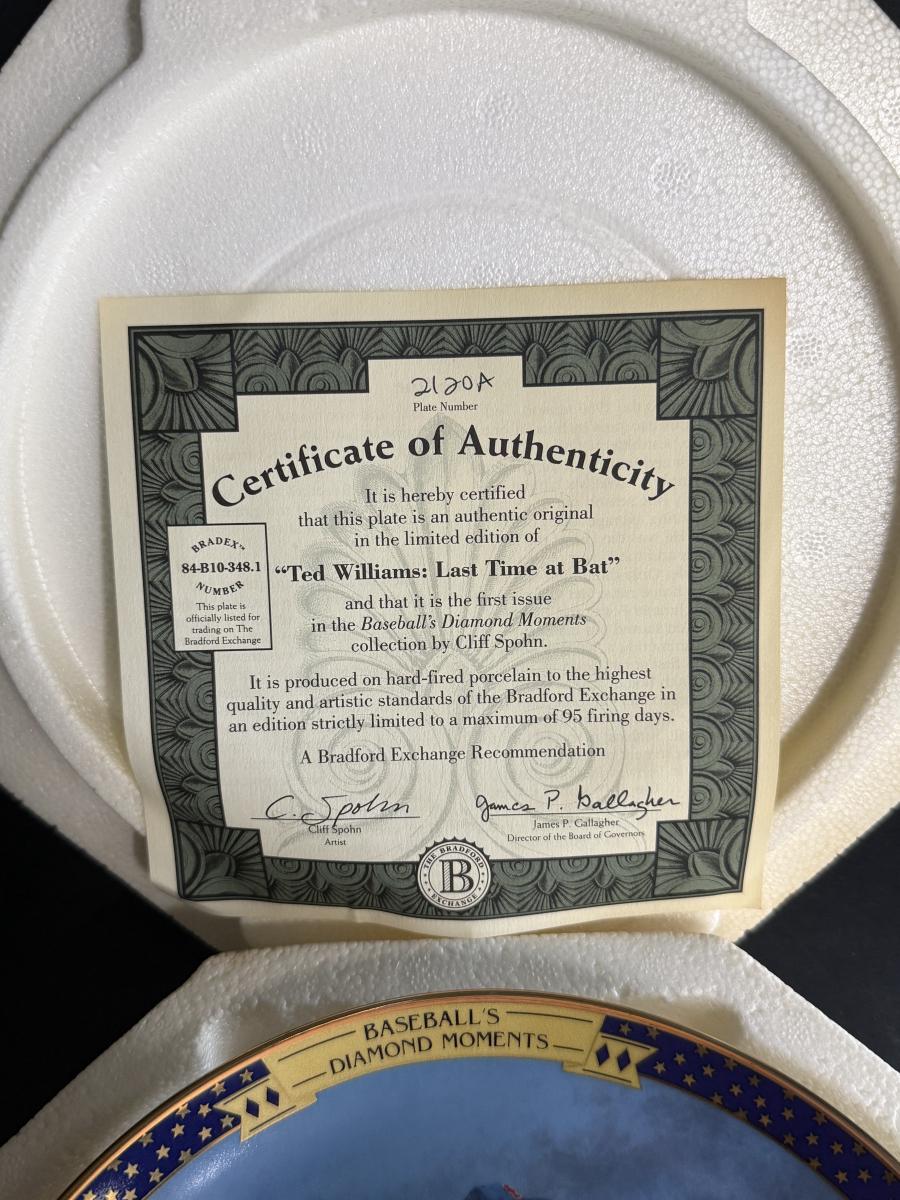 2120A
Plate Number
Certificate of Authenticity
It is hereby certified
that this plate is an authentic original
in the limited edition of
BRADEX™
84-B10-348.1
NUMBER
This plate is
officially listed for
trading on The
Bradford Exchange
“Ted Williams: Last Time at Bat”
and that it is the first issue
in the Baseball's Diamond Moments
collection by Cliff Spohn.
It is produced on hard-fired porcelain to the highest
quality and artistic standards of the Bradford Exchange in
an edition strictly limited to a maximum of 95 firing days.
A Bradford Exchange Recommendation
C. Spohn
Cliff Spohn
Artist
James P. Gallagher
James P. Gallagher
Director of the Board of Governors
THE BRADFORD
B
EXCHANGE
BASEBALL'S
DIAMOND MOMENTS